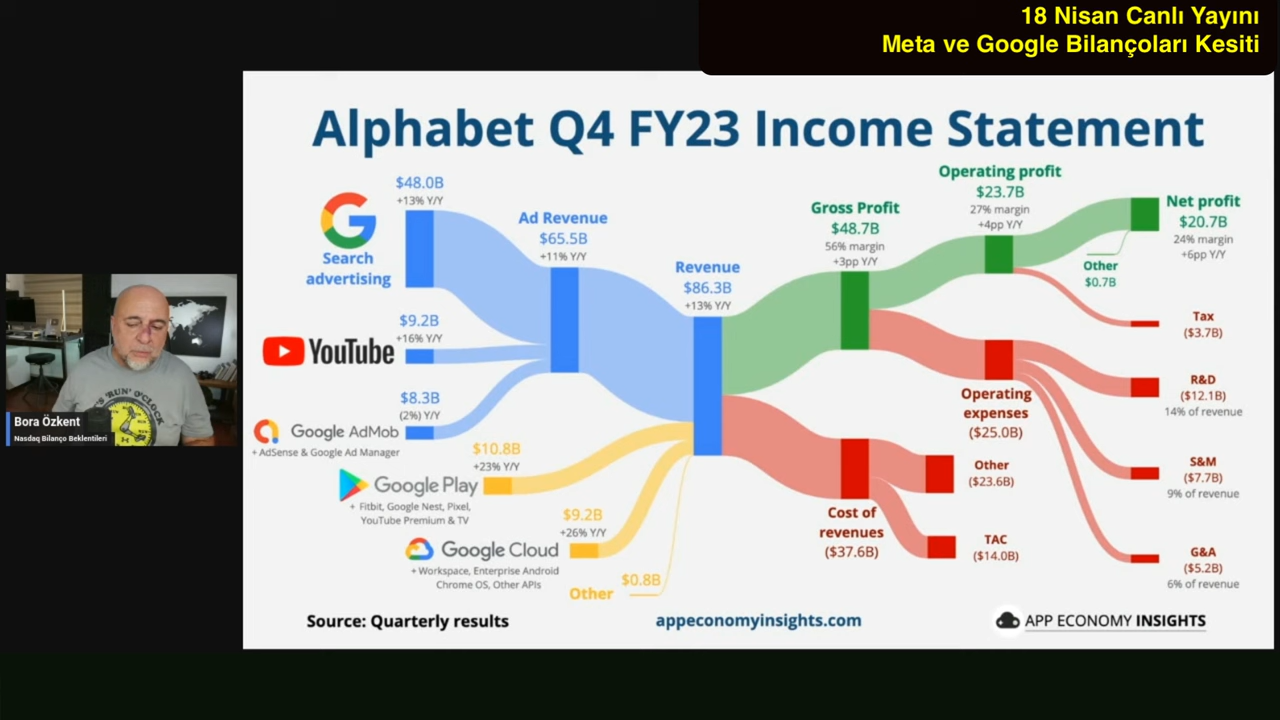 18 Nisan Canlı Yayını
Meta ve Google Bilançoları Kesiti
Alphabet Q4 FY23 Income Statement
$48.0B
+13% Y/Y
Search
advertising
$9.2B
+16% Y/Y
YouTube
$8.3B
(2%) Y/Y
Google AdMob
+ AdSense & Google Ad Manager
Ad Revenue
$65.5B
+11% Y/Y
$10.8B
+23% Y/Y
Google Play
+ Fitbit, Google Nest, Pixel,
YouTube Premium & TV
$9.2B
+26% Y/Y
Google Cloud
+ Workspace, Enterprise Android
Chrome OS, Other APIs
Other
$0.8B
Revenue
$86.3B
+13% Y/Y
Gross Profit
$48.7B
56% margin
+3pp Y/Y
Operating profit
$23.7B
27% margin
+4pp Y/Y
Net profit
$20.7B
24% margin
+6pp Y/Y
Other
$0.7B
Tax
($3.7B)
Operating
expenses
($25.0B)
R&D
($12.1B)
14% of revenue
S&M
($7.7B)
9% of revenue
G&A
($5.2B)
6% of revenue
Cost of
revenues
($37.6B)
Other
($23.6B)
TAC
($14.0B)
Source: Quarterly results
appeconomyinsights.com
APP ECONOMY INSIGHTS
'RUN' O'CLOCK
Bora Özkent
Nasdaq Bilanço Beklentileri